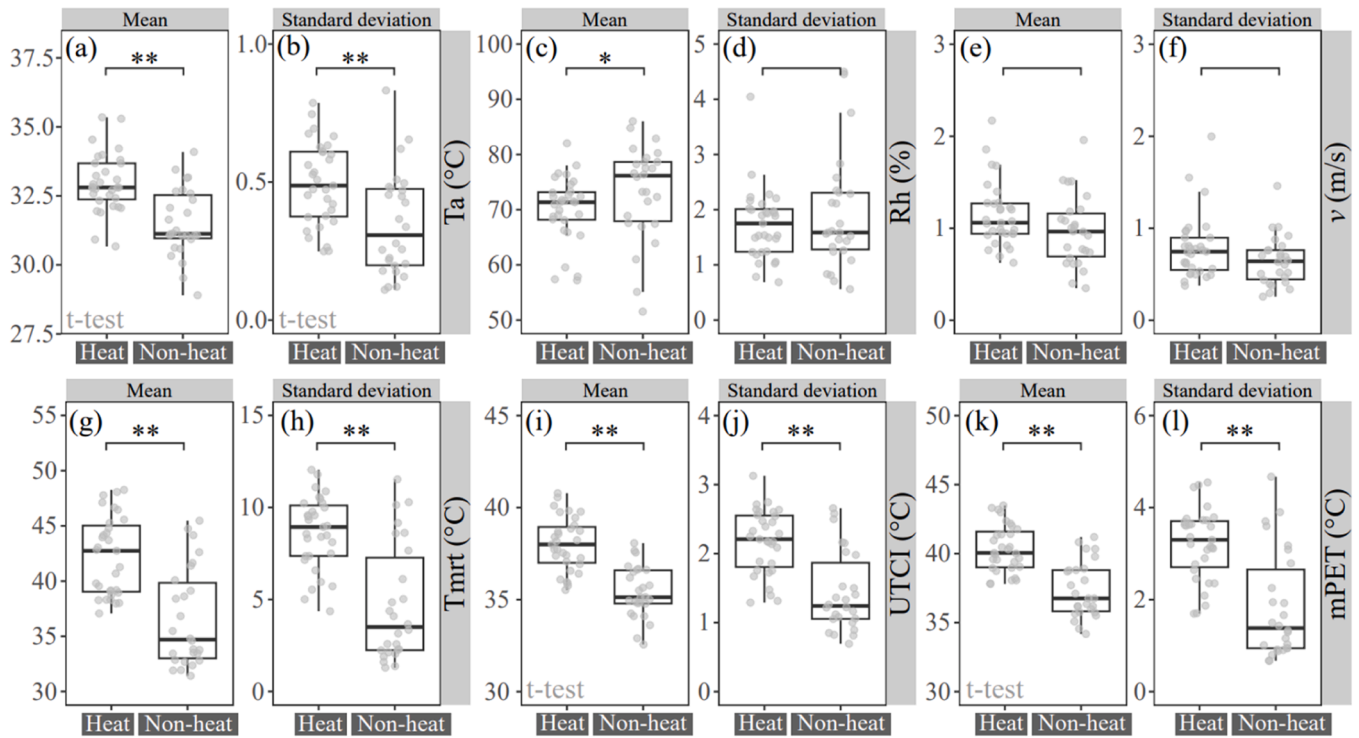 Mean
Standard deviation
Mean
Standard deviation
Mean
Standard deviation
(a)
**
37.5
35.0
32.5
30.0
27.5
t-test
Heat
Non-heat
(b)
**
1.0
0.5
0.0
Heat
Non-heat
Ta (°C)
(c)
*
100
90
80
70
60
50
Heat
Non-heat
(d)
5
4
3
2
1
0
Heat
Non-heat
Rh (%)
(e)
3
2
1
0
Heat
Non-heat
(f)
3
2
1
0
Heat
Non-heat
v (m/s)
Mean
Standard deviation
Mean
Standard deviation
Mean
Standard deviation
(g)
**
55
50
45
40
35
30
Heat
Non-heat
(h)
**
15
10
5
0
Heat
Non-heat
Tmrt (°C)
(i)
**
45
40
35
30
t-test
Heat
Non-heat
(j)
**
4
3
2
1
0
Heat
Non-heat
UTCI (°C)
(k)
**
50
45
40
35
30
t-test
Heat
Non-heat
(l)
**
6
4
2
0
Heat
Non-heat
mPET (°C)